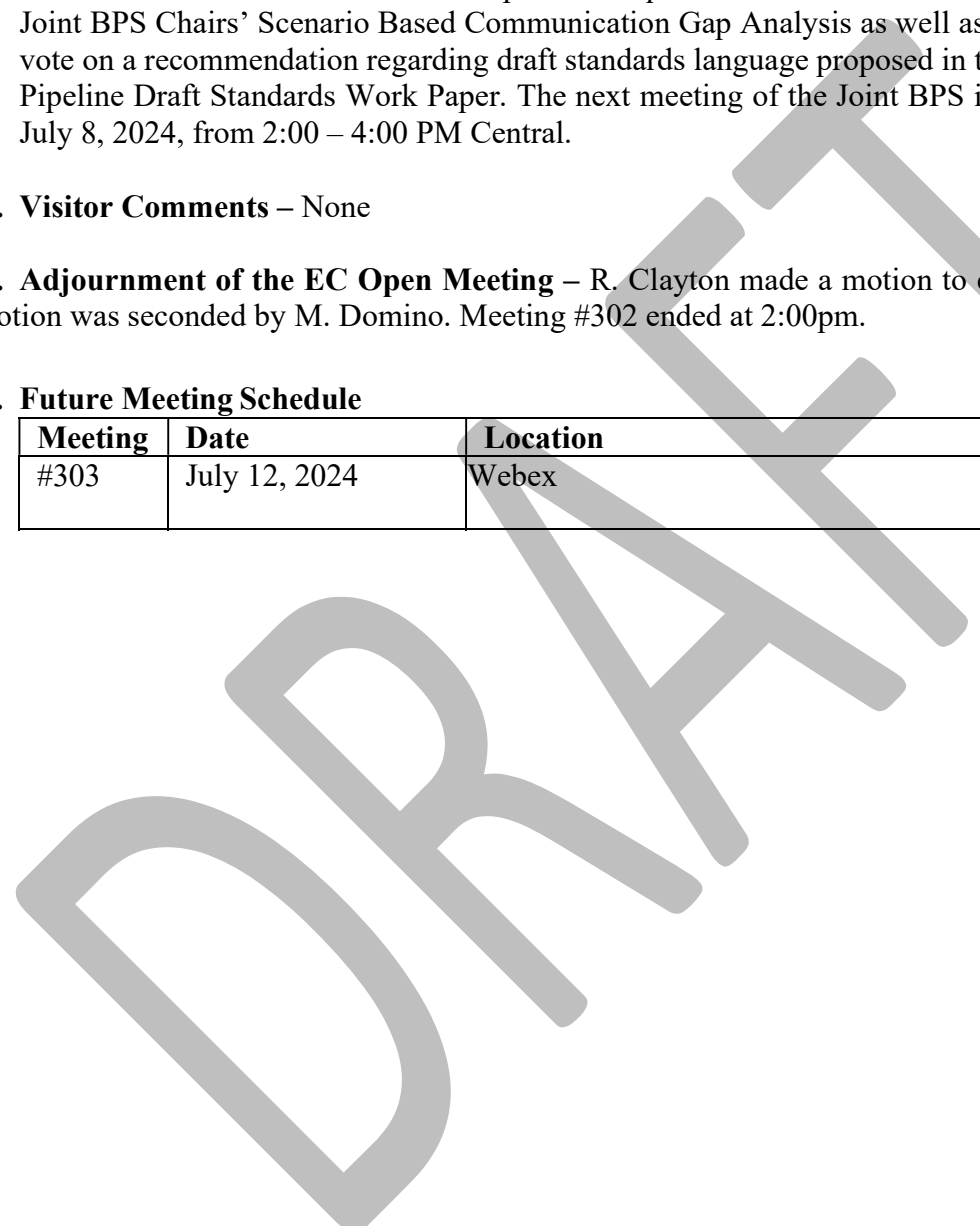 Joint BPS Chairs’ Scenario Based Communication Gap Analysis as well as
vote on a recommendation regarding draft standards language proposed in
Pipeline Draft Standards Work Paper. The next meeting of the Joint BPS
July 8, 2024, from 2:00 – 4:00 PM Central.
. Visitor Comments – None
. Adjournment of the EC Open Meeting – R. Clayton made a motion to
otion was seconded by M. Domino. Meeting #302 ended at 2:00pm.
. Future Meeting Schedule
Meeting Date Location
#303 July 12, 2024 Webex
DRAFT